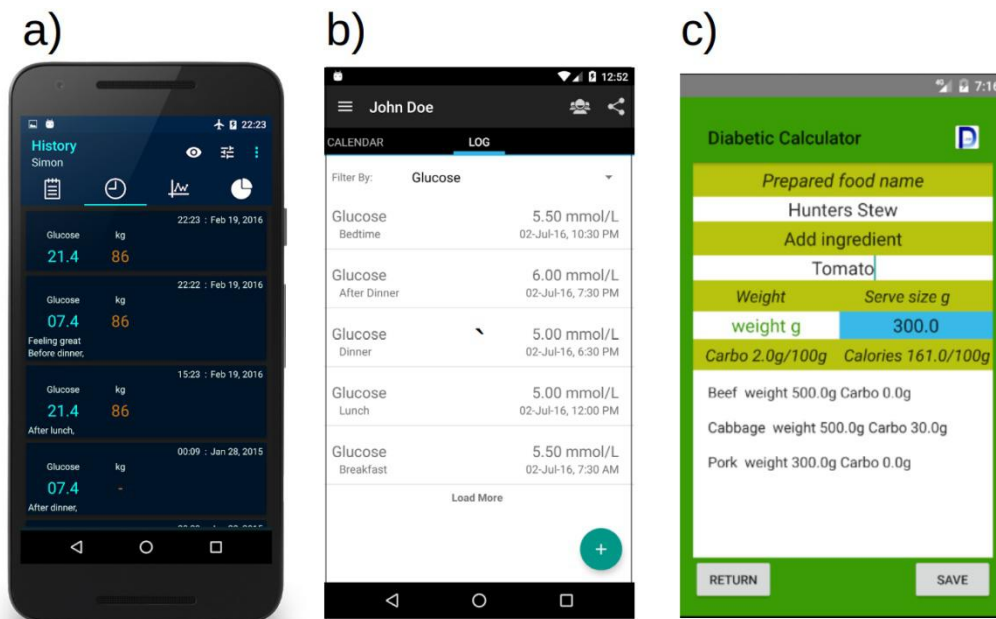 a)
22:23
History
Simon
22:23 : Feb 19, 2016
Glucose kg
21.4 86
22:22 : Feb 19, 2016
Glucose kg
07.4 86
Feeling great
Before dinner,
15:23 : Feb 19, 2016
Glucose kg
21.4 86
After lunch,
00:09 : Jan 28, 2015
Glucose kg
07.4 -
After dinner,
b)
12:52
John Doe
CALENDAR LOG
Filter By: Glucose
Glucose 5.50 mmol/L
Bedtime 02-Jul-16, 10:30 PM
Glucose 6.00 mmol/L
After Dinner 02-Jul-16, 7:30 PM
Glucose 5.00 mmol/L
Dinner 02-Jul-16, 6:30 PM
Glucose 5.00 mmol/L
Lunch 02-Jul-16, 12:00 PM
Glucose 5.50 mmol/L
Breakfast 02-Jul-16, 7:30 AM
Load More
+
c)
4G 7:16
Diabetic Calculator D
Prepared food name
Hunters Stew
Add ingredient
Tomato
Weight Serve size g
weight g 300.0
Carbo 2.0g/100g Calories 161.0/100g
Beef weight 500.0g Carbo 0.0g
Cabbage weight 500.0g Carbo 30.0g
Pork weight 300.0g Carbo 0.0g
RETURN SAVE